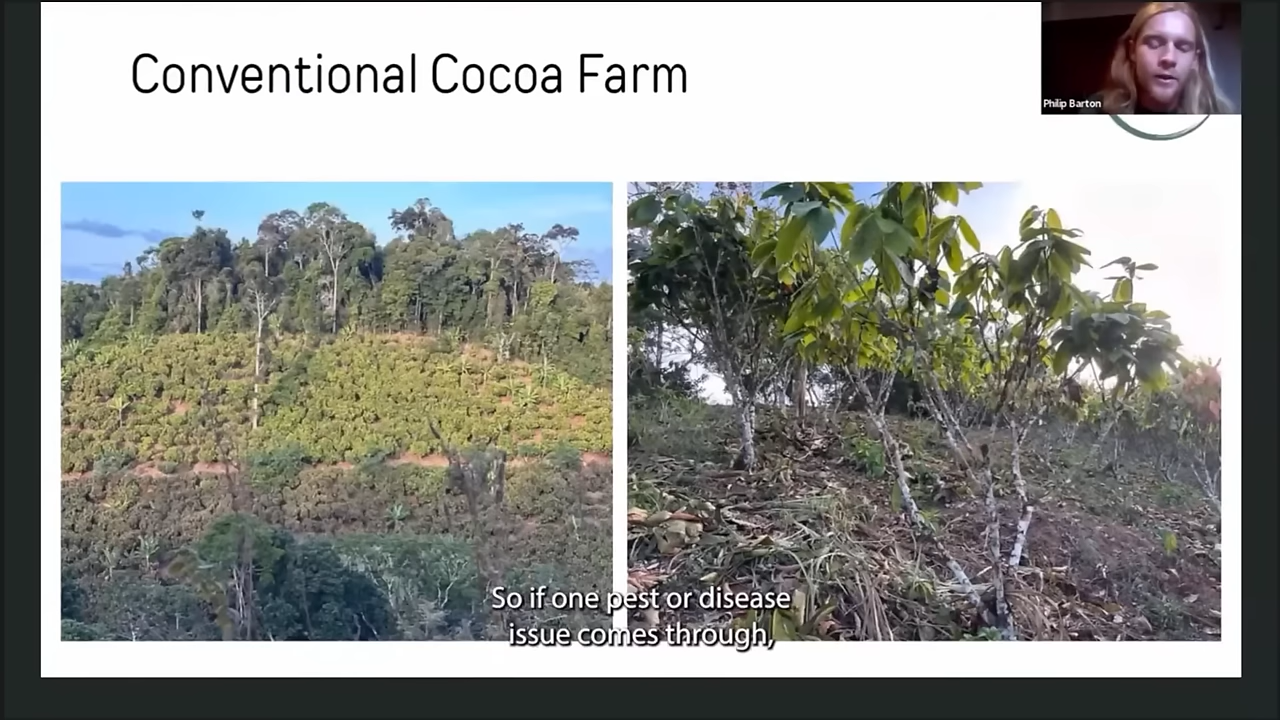 Conventional Cocoa Farm
Philip Barton
So if one pest or disease
issue comes through,